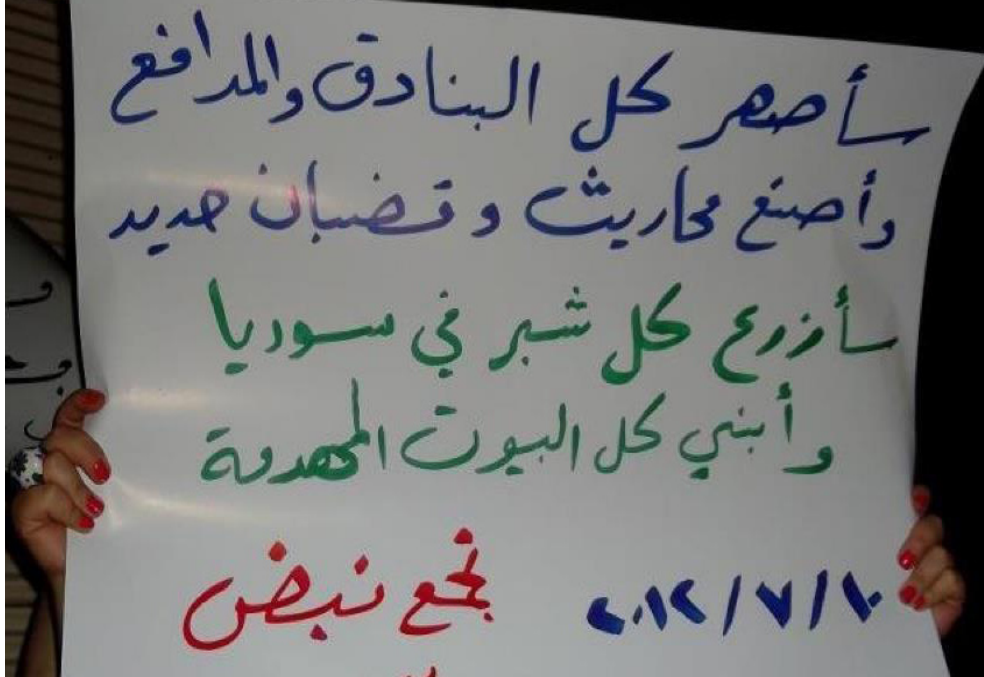 سأصهر كل البنادق والمدافع
وأصنع محاريث وقضبان حديد
سأزرع كل شبر في سوريا
وأبني كل البيوت المهدمة
٢٠١٢/٧/١٠ تجمع نبض